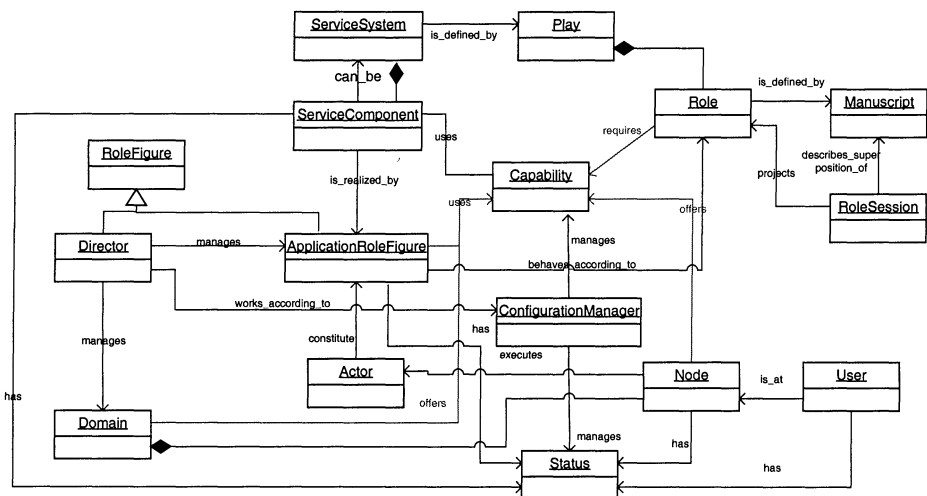 ServiceSystem
Play
is_defined_by
can_be
is_defined_by
Role
Manuscript
ServiceComponent
uses
requires
RoleFigure
describes_super
position_of
is_realized_by
Capability
projects
uses
offers
RoleSession
Director
manages
ApplicationRoleFigure
manages
behaves_according_to
works_according_to
ConfigurationManager
has
manages
constitute
executes
Actor
Node
is_at
User
has
offers
Domain
manages
has
Status
has